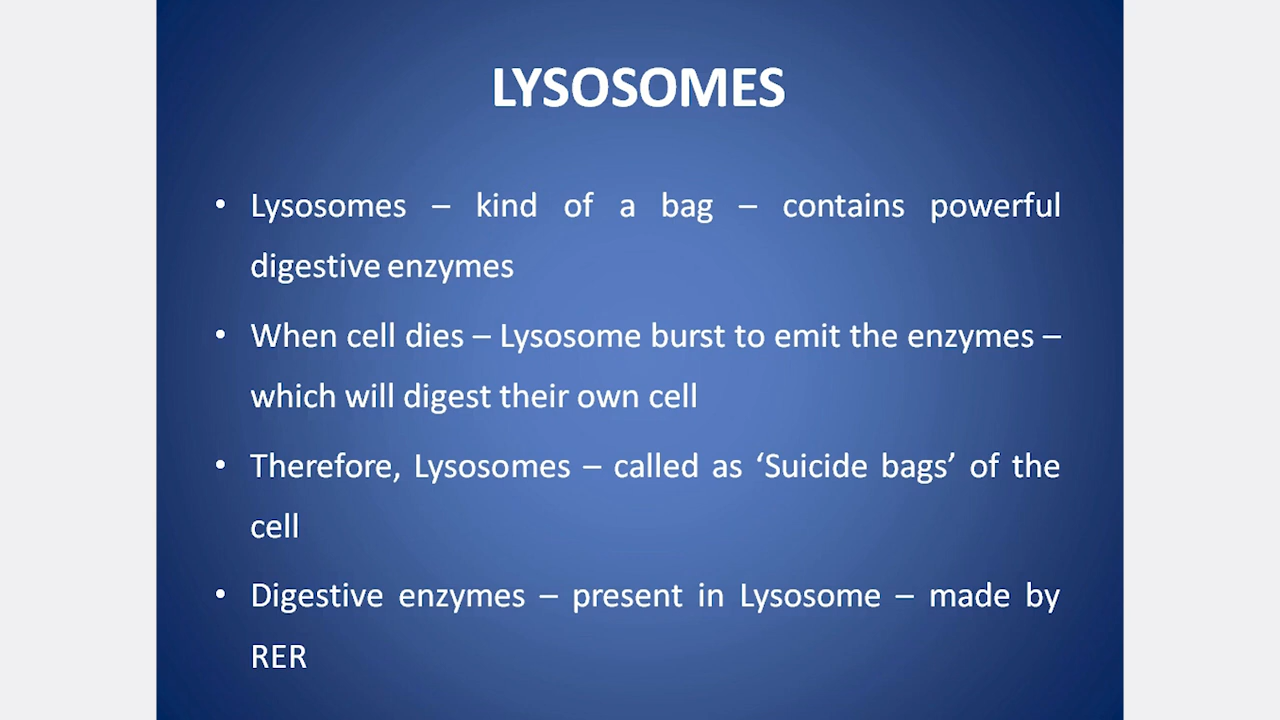 LYSOSOMES
• Lysosomes – kind of a bag – contains powerful
digestive enzymes
• When cell dies – Lysosome burst to emit the enzymes –
which will digest their own cell
• Therefore, Lysosomes – called as ‘Suicide bags’ of the
cell
• Digestive enzymes – present in Lysosome – made by
RER